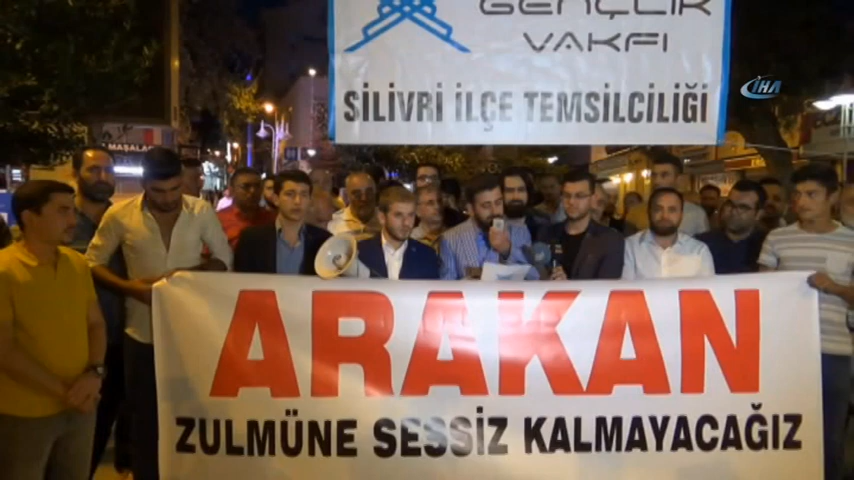 GENÇLİK
VAKFI
SİLİVRİ İLÇE TEMSİLCİLİĞİ
İHA
ARAKAN
ZULMÜNE SESSİZ KALMAYACAĞIZ